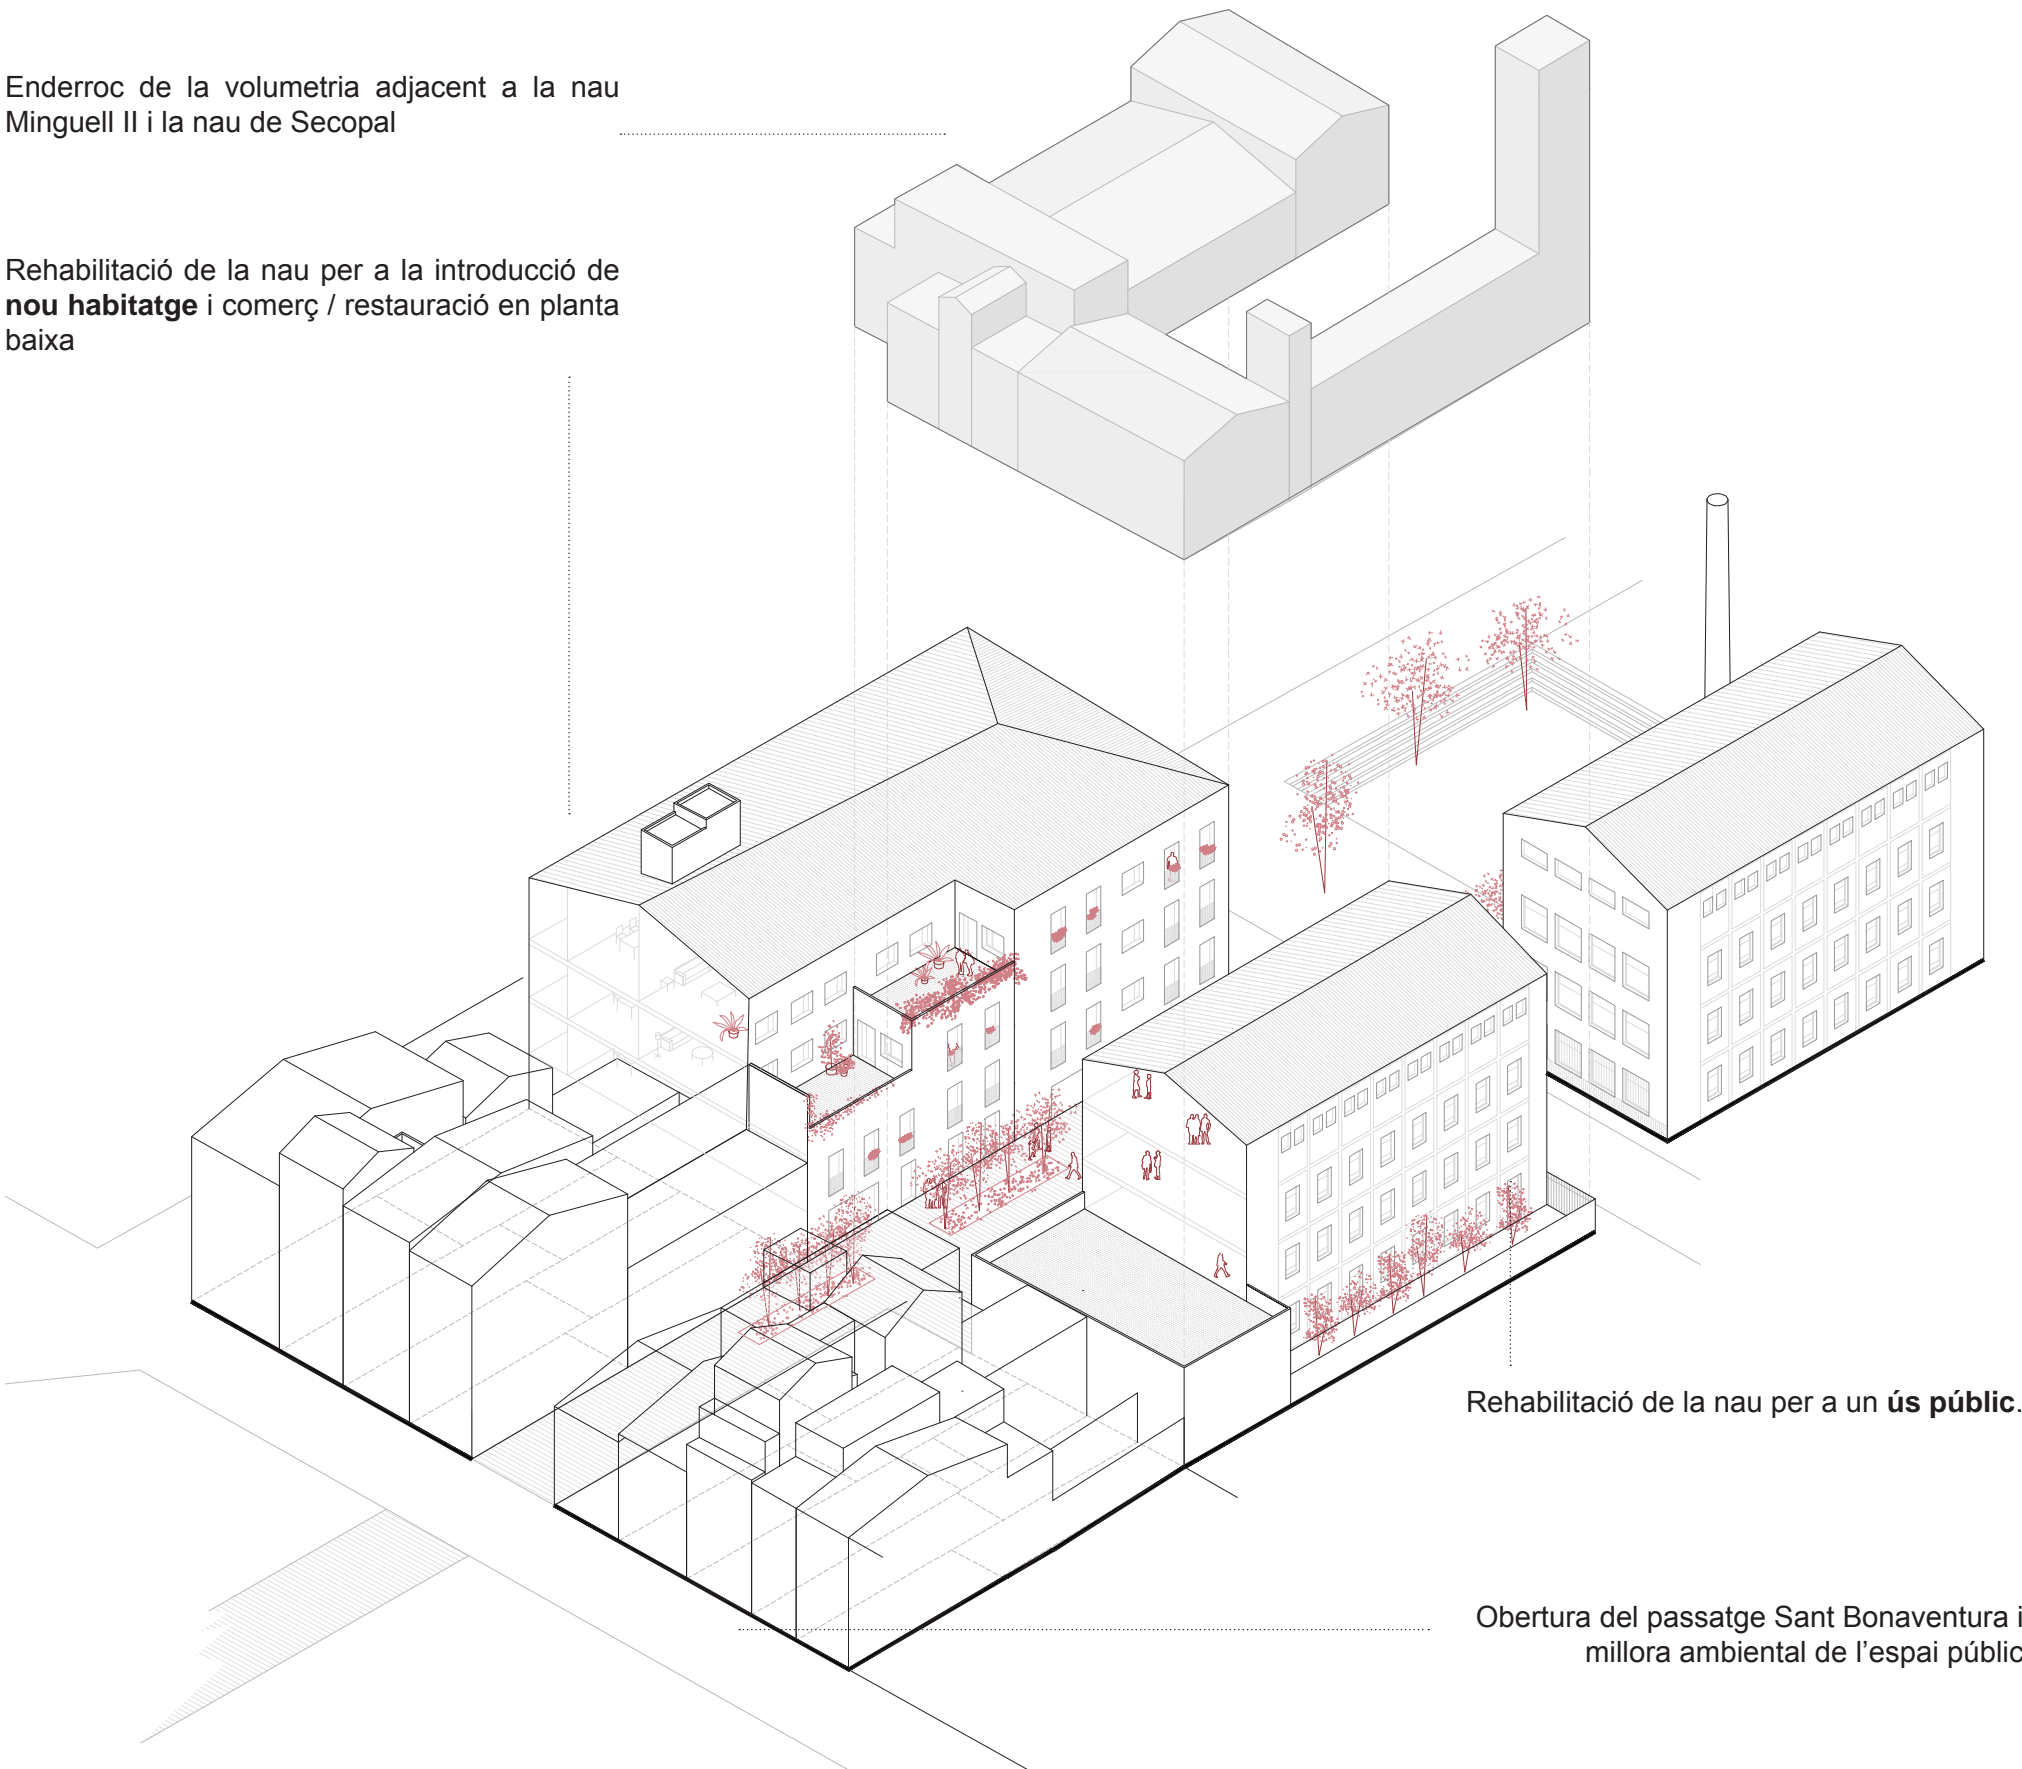 Enderroc de la volumetria adjacent a la nau
Minguell II i la nau de Secopal
Rehabilitació de la nau per a la introducció de
nou habitatge i comerç / restauració en planta
baixa
Rehabilitació de la nau per a un ús públic.
Obertura del passatge Sant Bonaventura i
millora ambiental de l’espai públic